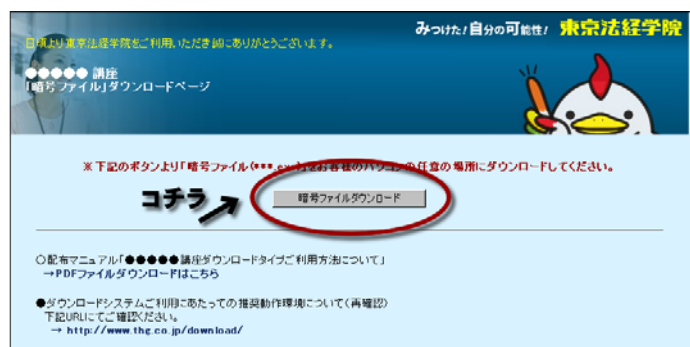 みつけた!自分の可能性! 東京法経学院
日頃より東京法経学院をご利用いただき誠にありがとうございます。
●●●●● 講座
「暗号ファイル」ダウンロードページ
※下記のボタンより「暗号ファイル(***.exe)」をお客様のパソコンの任意の場所にダウンロードしてください。
コチラ
暗号ファイルダウンロード
○配布マニュアル「●●●●●講座ダウンロードタイプご利用方法について」
→PDFファイルダウンロードはこちら
●ダウンロードシステムご利用にあたっての推奨動作環境について(再確認)
下記URLにてご確認ください。
→ http://www.thg.co.jp/download/